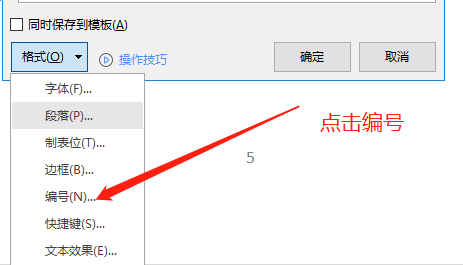 同时保存到模板(A)
格式(O) 操作技巧 确定 取消
字体(F)...
段落(P)...
点击编号
制表位(T)...
5
边框(B)...
编号(N)...
快捷键(S)...
文本效果(E)...